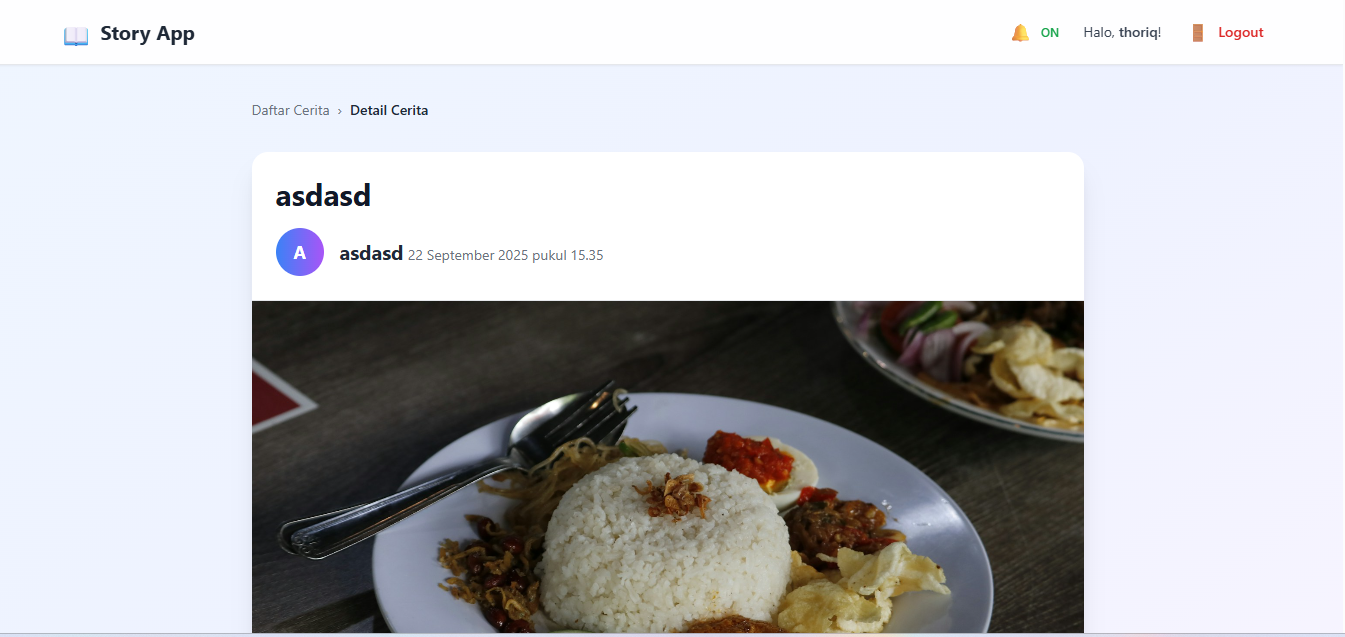 Story App
ON
Halo, thoriq!
Logout
Daftar Cerita › Detail Cerita
asdasd
A
asdasd 22 September 2025 pukul 15.35